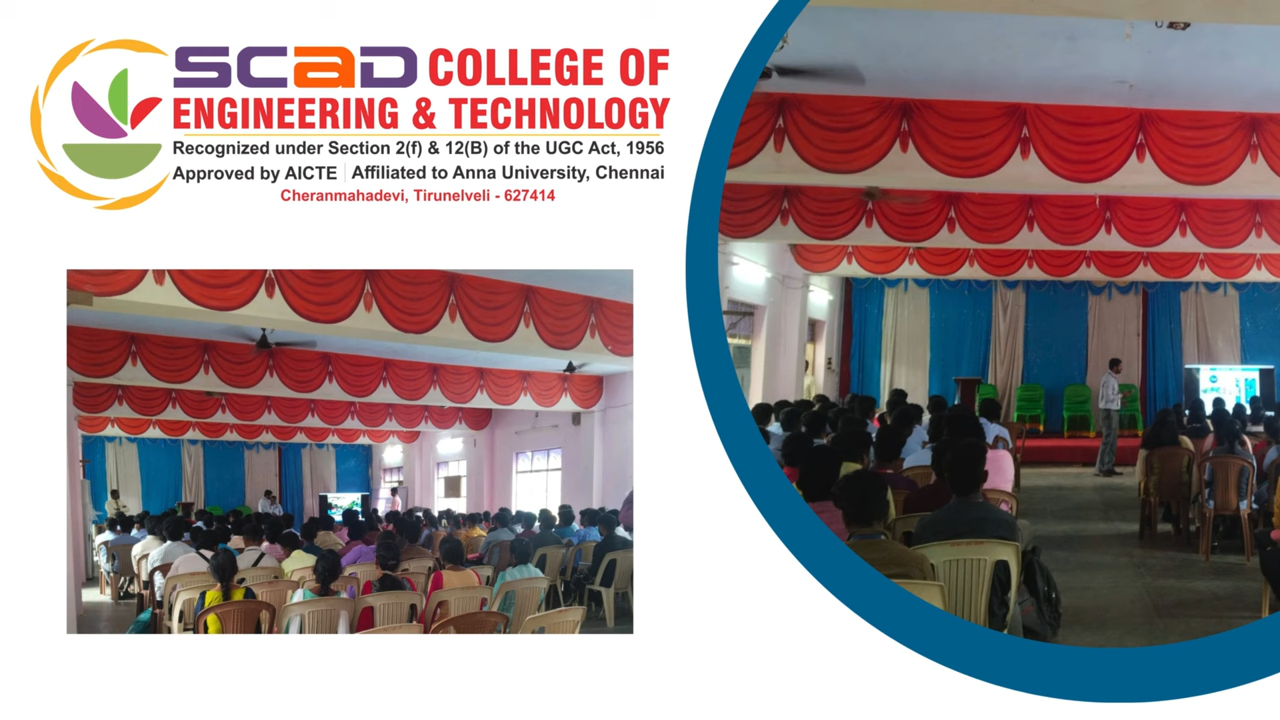 SCAD COLLEGE OF
ENGINEERING & TECHNOLOGY
Recognized under Section 2(f) & 12(B) of the UGC Act, 1956
Approved by AICTE | Affiliated to Anna University, Chennai
Cheranmahadevi, Tirunelveli - 627414